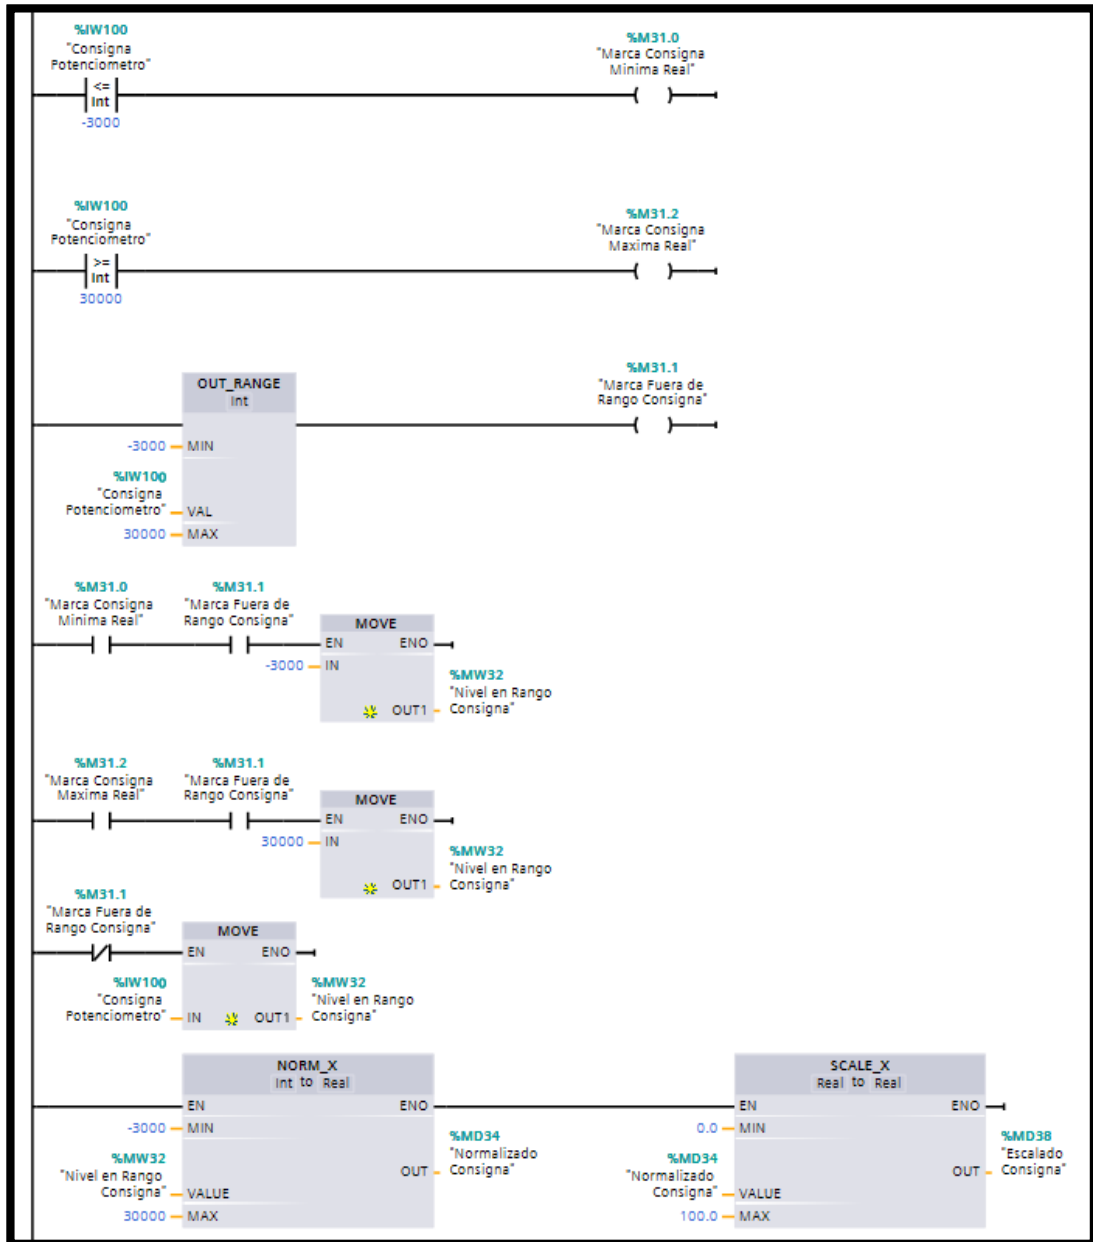 %IW100
"Consigna
Potenciometro"
<=
Int
-3000
%M31.0
"Marca Consigna
Minima Real"
%IW100
"Consigna
Potenciometro"
>=
Int
30000
%M31.2
"Marca Consigna
Maxima Real"
OUT_RANGE
Int
-3000 MIN
%IW100
"Consigna
Potenciometro" VAL
30000 MAX
%M31.1
"Marca Fuera de
Rango Consigna"
%M31.0
"Marca Consigna
Minima Real"
%M31.1
"Marca Fuera de
Rango Consigna"
MOVE
EN ENO
-3000 IN
%MW32
"Nivel en Rango
OUT1 Consigna"
%M31.2
"Marca Consigna
Maxima Real"
%M31.1
"Marca Fuera de
Rango Consigna"
MOVE
EN ENO
30000 IN
%MW32
"Nivel en Rango
OUT1 Consigna"
%M31.1
"Marca Fuera de
Rango Consigna"
MOVE
EN ENO
%IW100
"Consigna
Potenciometro" IN OUT1
%MW32
"Nivel en Rango
Consigna"
NORM_X
Int to Real
EN ENO
-3000 MIN
%MW32
"Nivel en Rango
Consigna" VALUE
30000 MAX
OUT
%MD34
"Normalizado
Consigna"
SCALE_X
Real to Real
EN ENO
0.0 MIN
%MD34
"Normalizado
Consigna" VALUE
100.0 MAX
OUT
%MD38
"Escalado
Consigna"